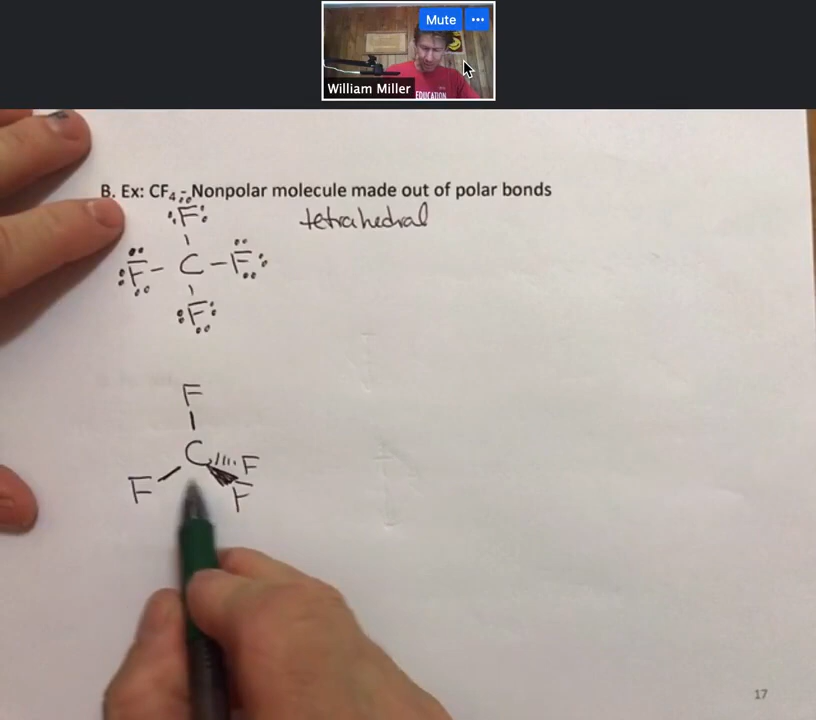 Mute
William Miller
EDUCATION
B. Ex: CF4 - Nonpolar molecule made out of polar bonds
tetrahedral
F
F - C - F
F
F
C
F
F
F
17